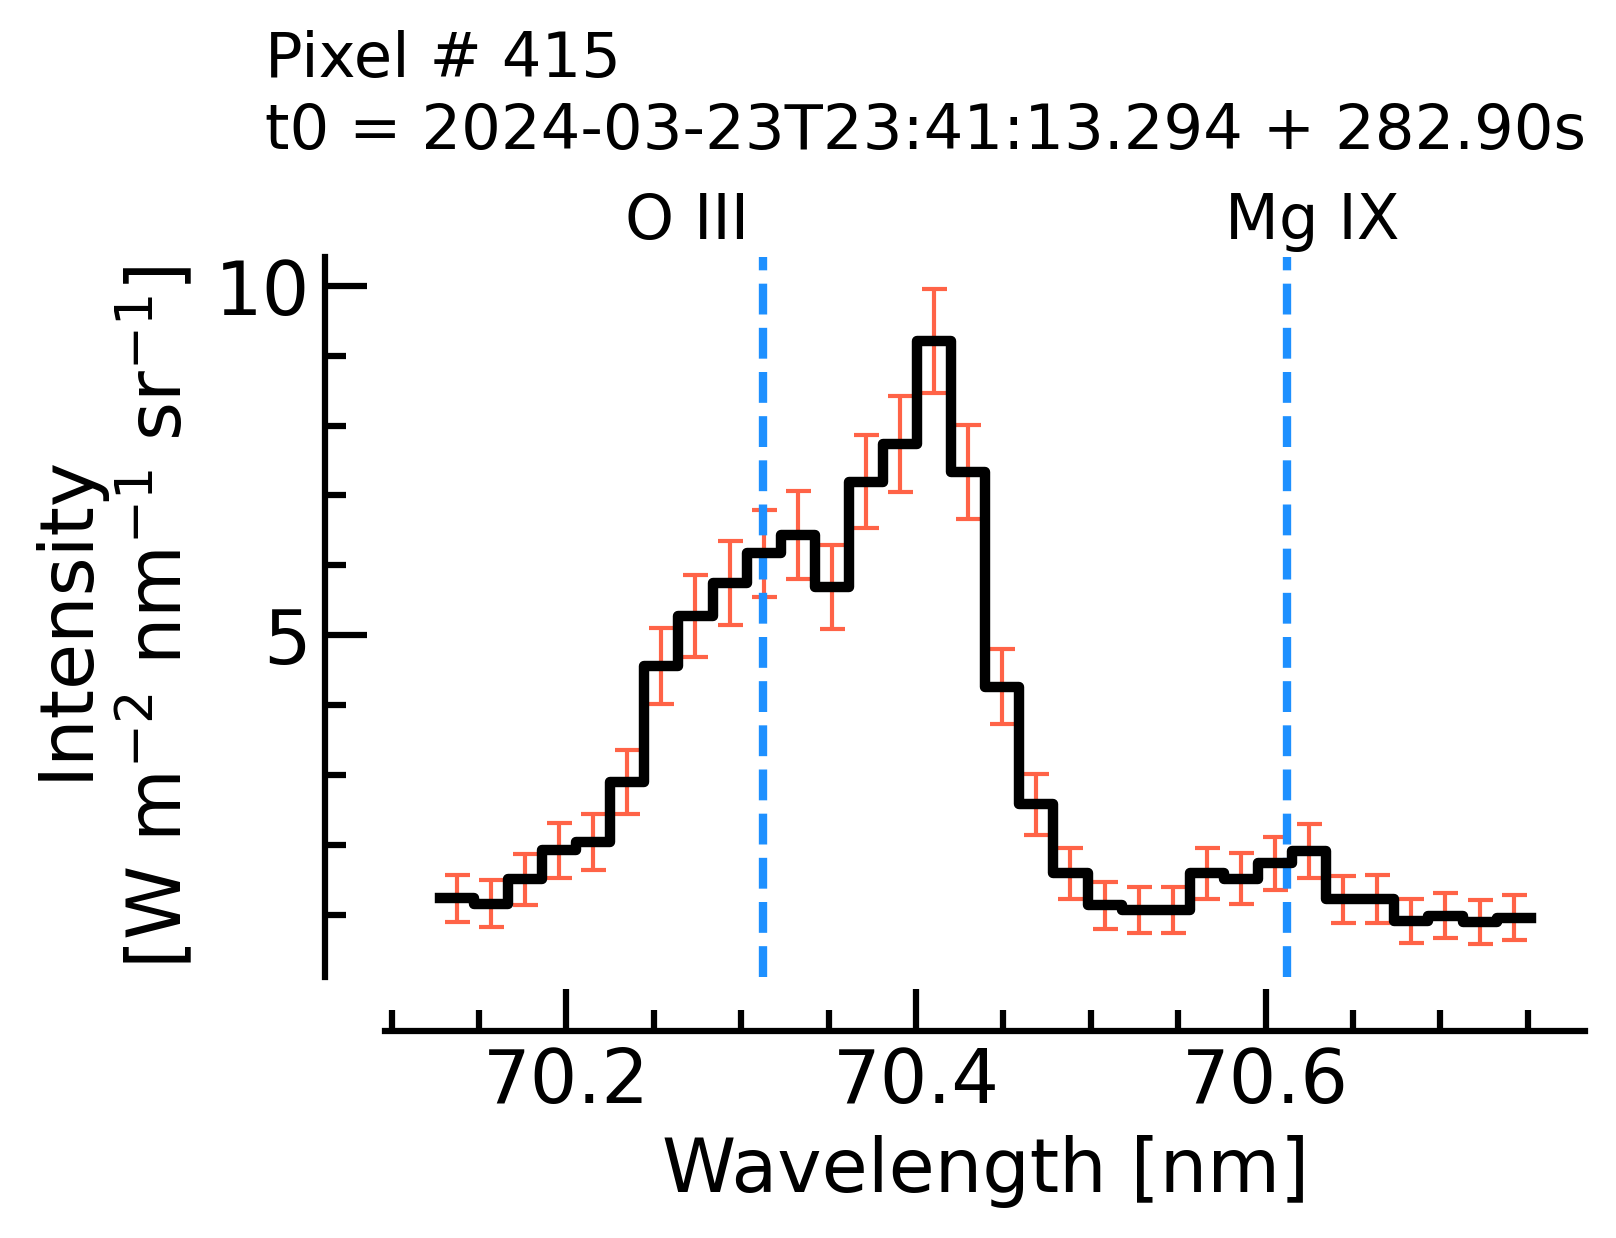 Pixel # 415
t0 = 2024-03-23T23:41:13.294 + 282.90s
O III
Mg IX
Intensity
[W m⁻² nm⁻¹ sr⁻¹]
10
5
70.2
70.4
70.6
Wavelength [nm]